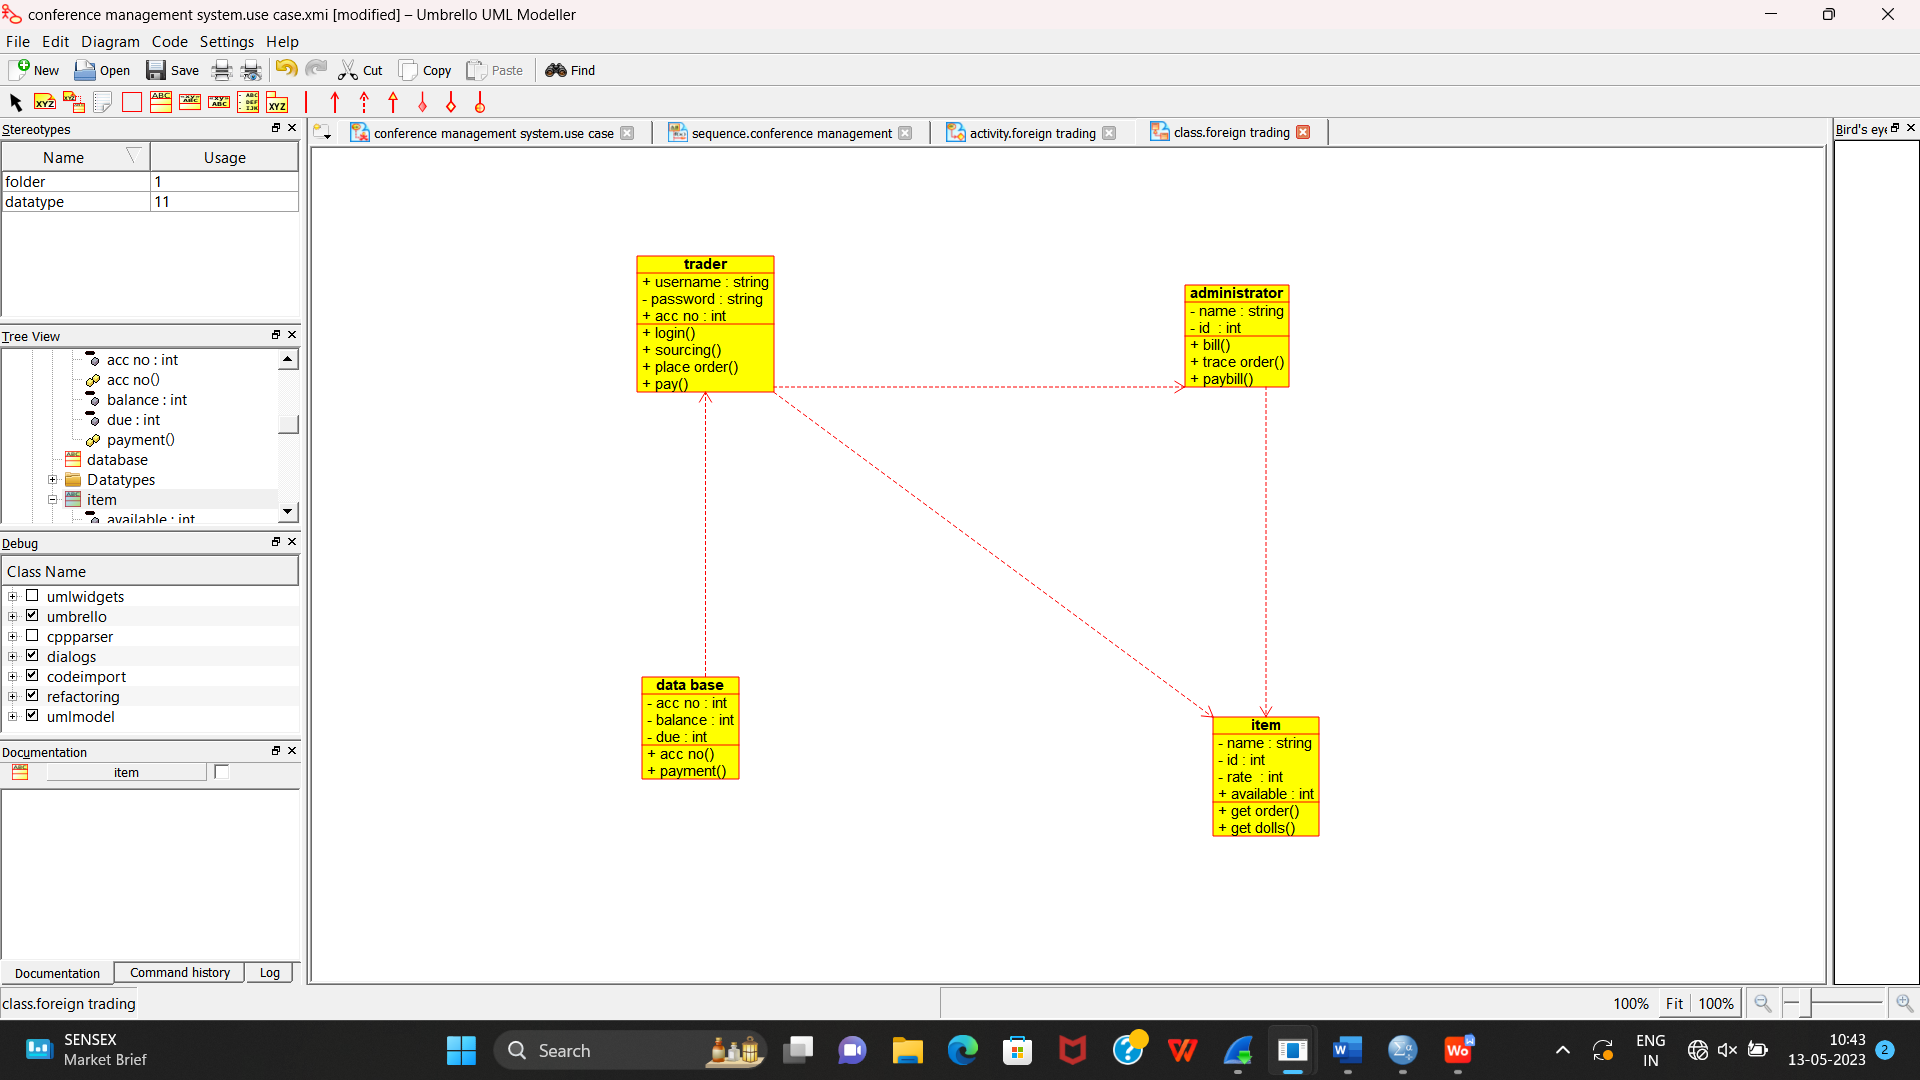 conference management system.use case.xmi [modified] – Umbrello UML Modeller
File Edit Diagram Code Settings Help
New Open Save Cut Copy Paste Find
Stereotypes
Name Usage
folder 1
datatype 11
Tree View
acc no : int
acc no()
balance : int
due : int
payment()
database
Datatypes
item
available : int
Debug
Class Name
umlwidgets
umbrello
cppparser
dialogs
codeimport
refactoring
umlmodel
Documentation
item
Documentation Command history Log
conference management system.use case
sequence.conference management
activity.foreign trading
class.foreign trading
trader
+ username : string
- password : string
+ acc no : int
+ login()
+ sourcing()
+ place order()
+ pay()
administrator
- name : string
- id : int
+ bill()
+ trace order()
+ paybill()
data base
- acc no : int
- balance : int
- due : int
+ acc no()
+ payment()
item
- name : string
- id : int
- rate : int
+ available : int
+ get order()
+ get dolls()
Bird's eye
class.foreign trading
100% Fit 100%
SENSEX
Market Brief
Search
ENG
IN
10:43
13-05-2023
2